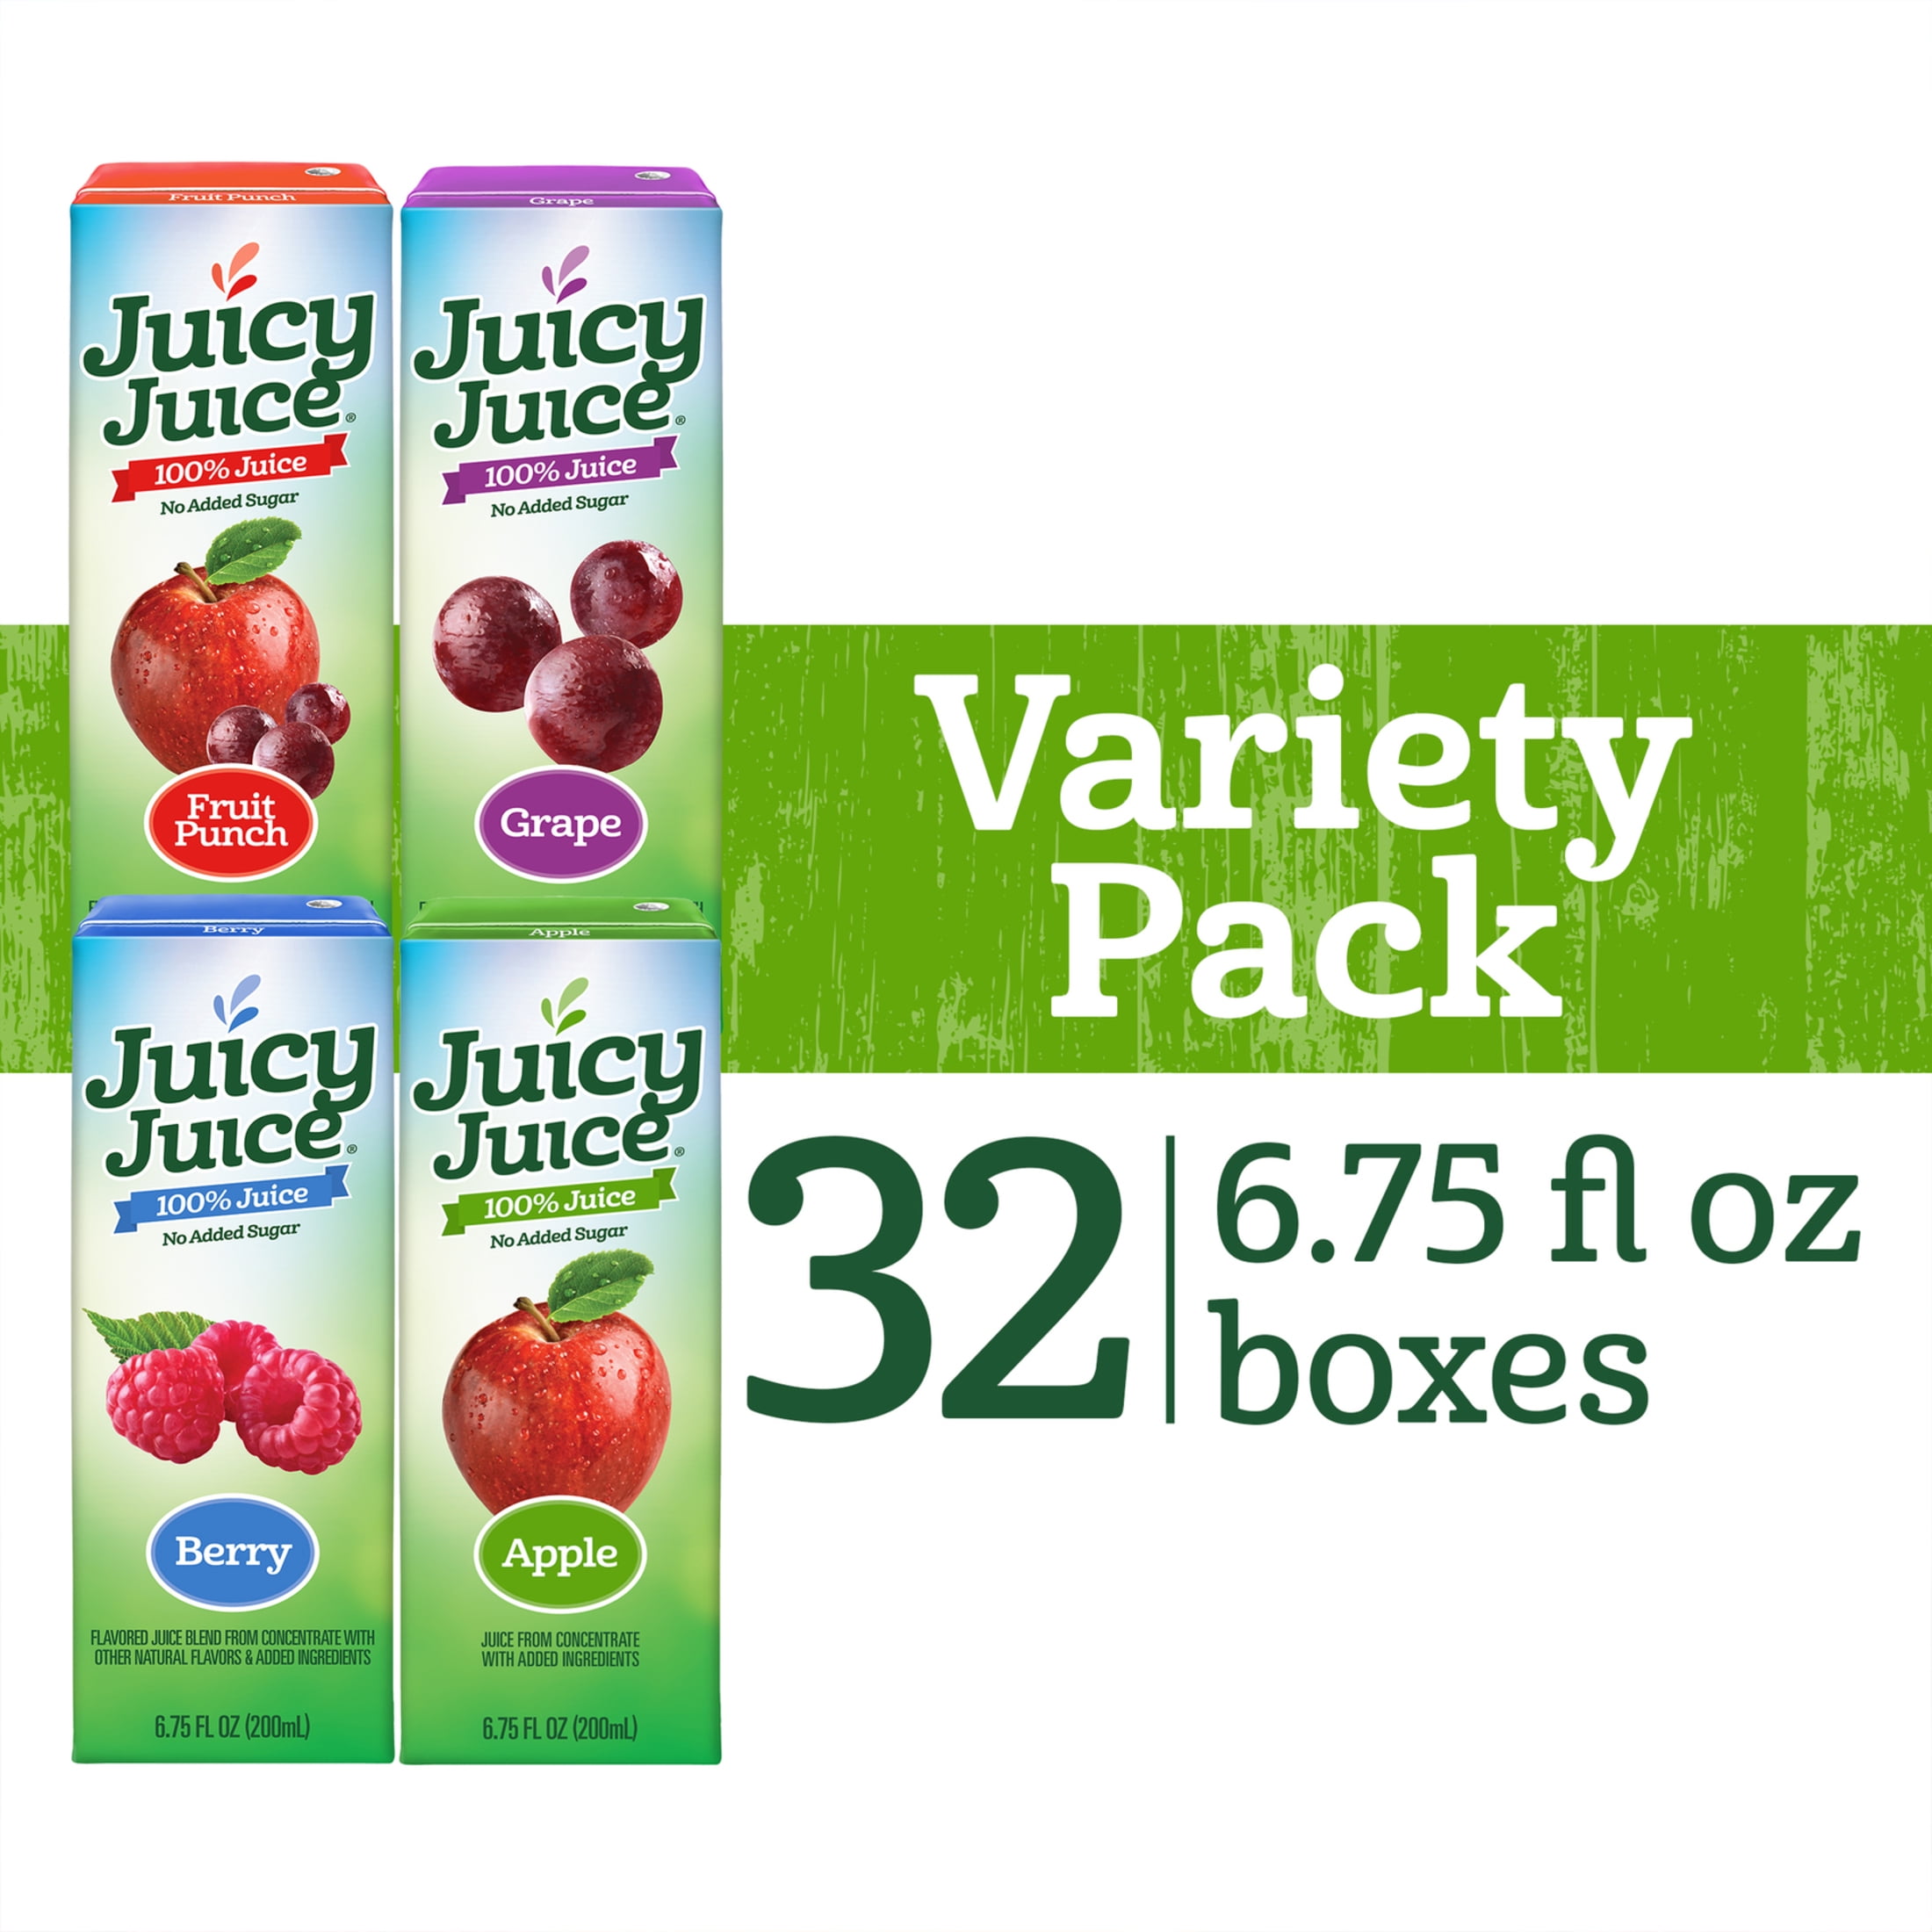 Fruit Punch
Juicy
Juice®
100% Juice
No Added Sugar
Fruit
Punch
Grape
Juicy
Juice®
100% Juice
No Added Sugar
Grape
Berry
Juicy
Juice®
100% Juice
No Added Sugar
Berry
FLAVORED JUICE BLEND FROM CONCENTRATE WITH
OTHER NATURAL FLAVORS & ADDED INGREDIENTS
6.75 FL OZ (200mL)
Apple
Juicy
Juice®
100% Juice
No Added Sugar
Apple
JUICE FROM CONCENTRATE
WITH ADDED INGREDIENTS
6.75 FL OZ (200mL)
Variety
Pack
32
6.75 fl oz
boxes